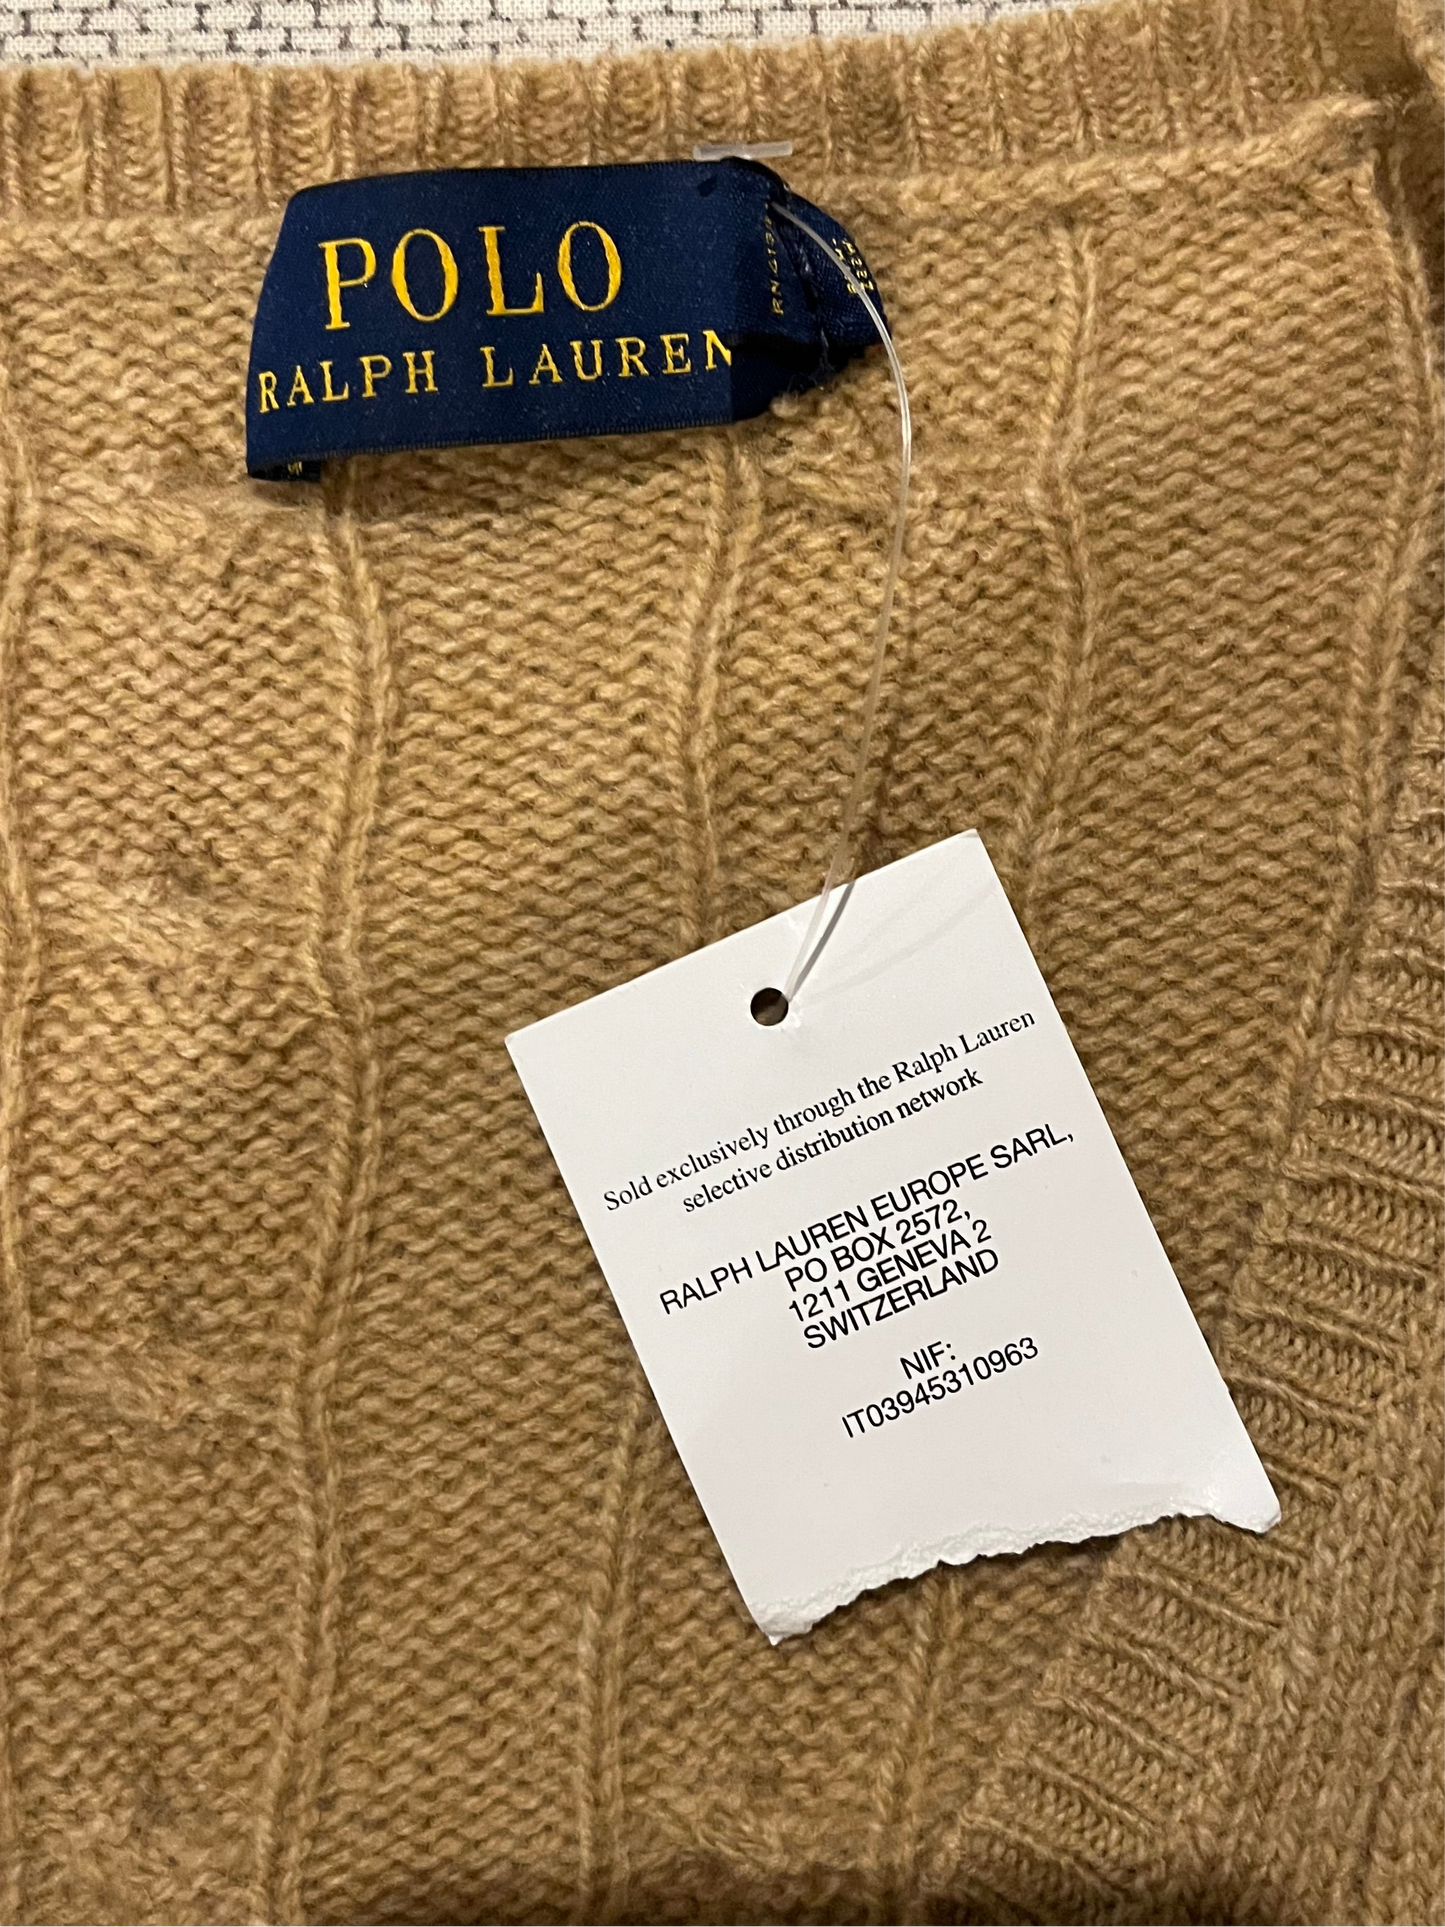 POLO
RALPH LAUREN
Sold exclusively through the Ralph Lauren
selective distribution network
RALPH LAUREN EUROPE SARL,
PO BOX 2572,
1211 GENEVA 2
SWITZERLAND
NIF:
IT03945310963